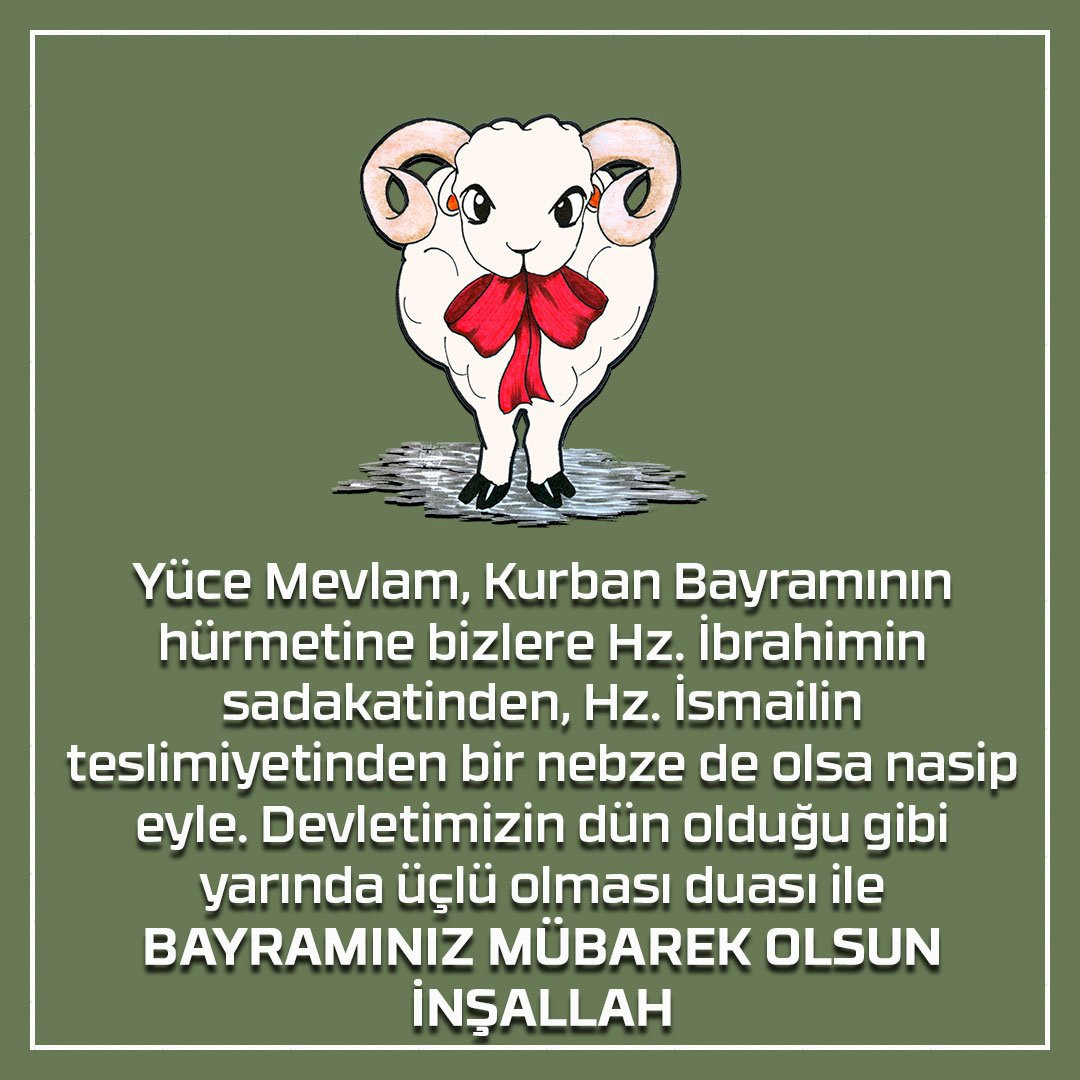 Yüce Mevlam, Kurban Bayramının
hürmetine bizlere Hz. İbrahimin
sadakatinden, Hz. İsmailin
teslimiyetinden bir nebze de olsa nasip
eyle. Devletimizin dün olduğu gibi
yarında üçlü olması duası ile
BAYRAMINIZ MÜBAREK OLSUN
İNŞALLAH